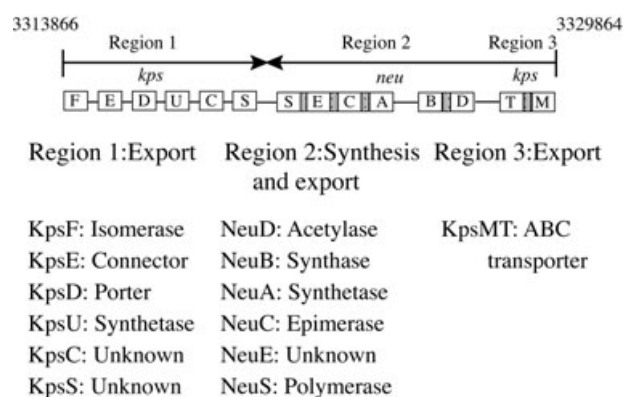 3313866 3329864
Region 1 Region 2 Region 3
kps neu kps
F E D U C S S E C A B D T M
Region 1:Export Region 2:Synthesis Region 3:Export
and export
KpsF: Isomerase NeuD: Acetylase KpsMT: ABC
KpsE: Connector NeuB: Synthase transporter
KpsD: Porter NeuA: Synthetase
KpsU: Synthetase NeuC: Epimerase
KpsC: Unknown NeuE: Unknown
KpsS: Unknown NeuS: Polymerase